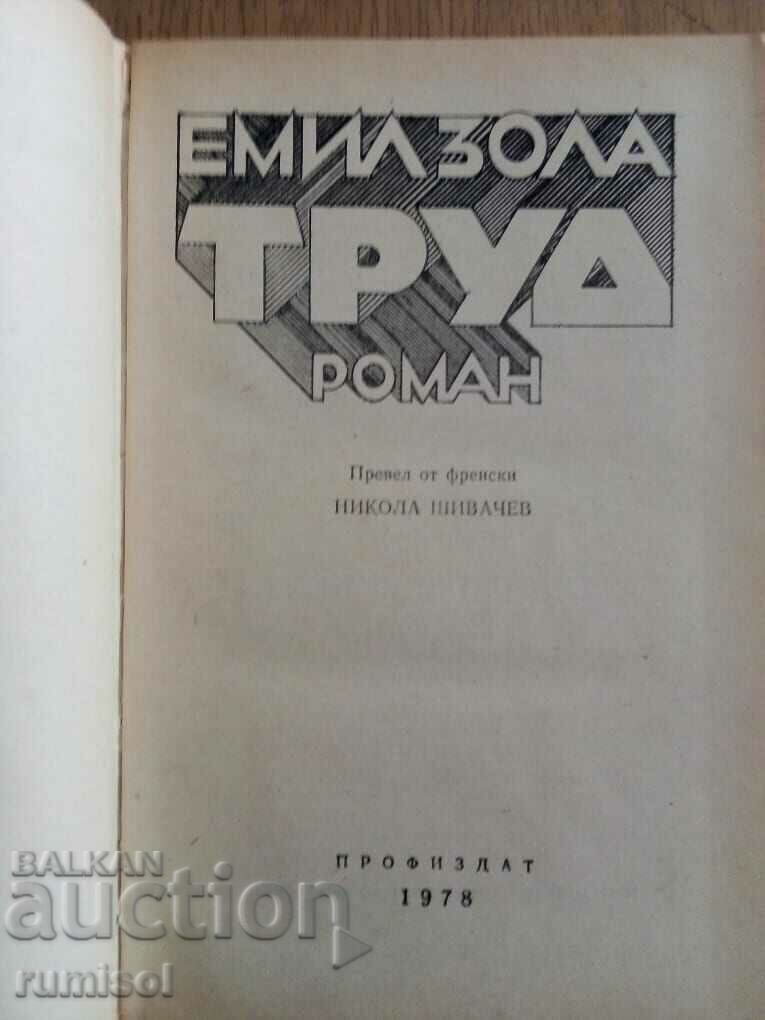 ЕМИЛ ЗОЛА
ТРУД
РОМАН
Превел от френски
НИКОЛА ШИВАЧЕВ
ПРОФИЗДАТ
1978
BALKAN
auction
rumisol